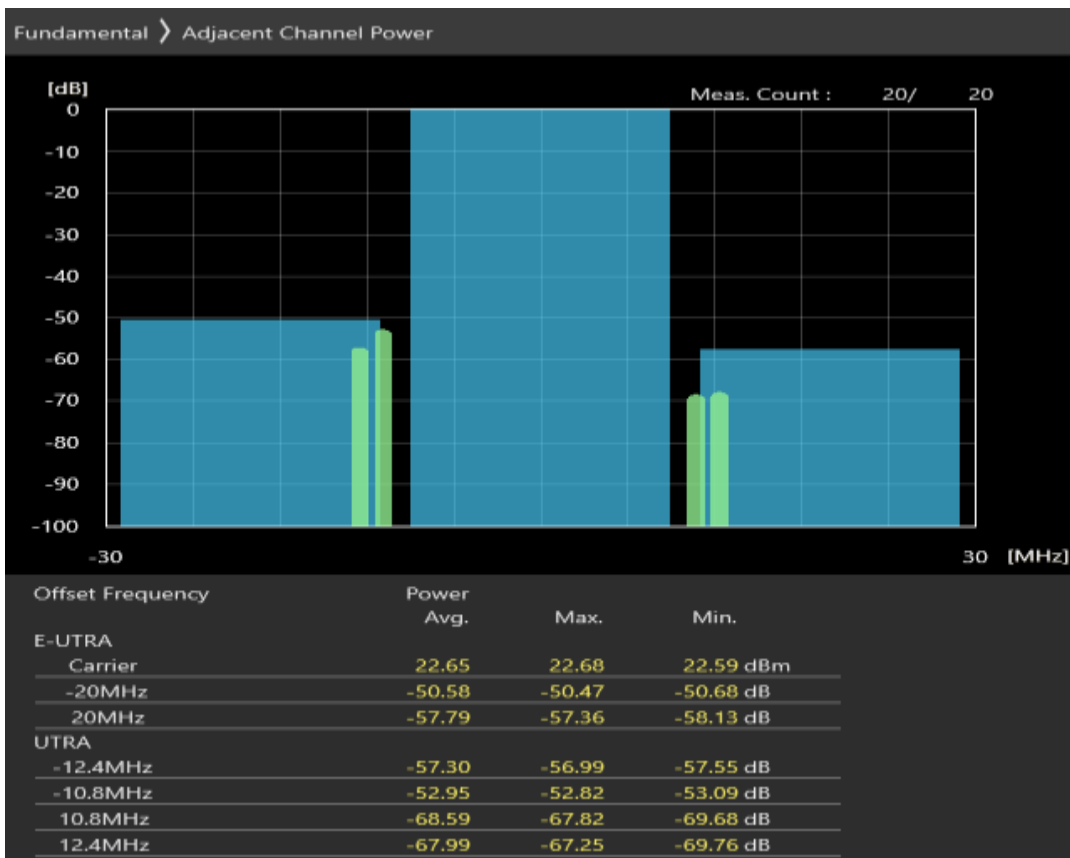 Fundamental 〉 Adjacent Channel Power
[dB]
Meas. Count : 20/ 20
0
-10
-20
-30
-40
-50
-60
-70
-80
-90
-100
-30 30 [MHz]
Offset Frequency Power
Avg. Max. Min.
E-UTRA
Carrier 22.65 22.68 22.59 dBm
-20MHz -50.58 -50.47 -50.68 dB
20MHz -57.79 -57.36 -58.13 dB
UTRA
-12.4MHz -57.30 -56.99 -57.55 dB
-10.8MHz -52.95 -52.82 -53.09 dB
10.8MHz -68.59 -67.82 -69.68 dB
12.4MHz -67.99 -67.25 -69.76 dB